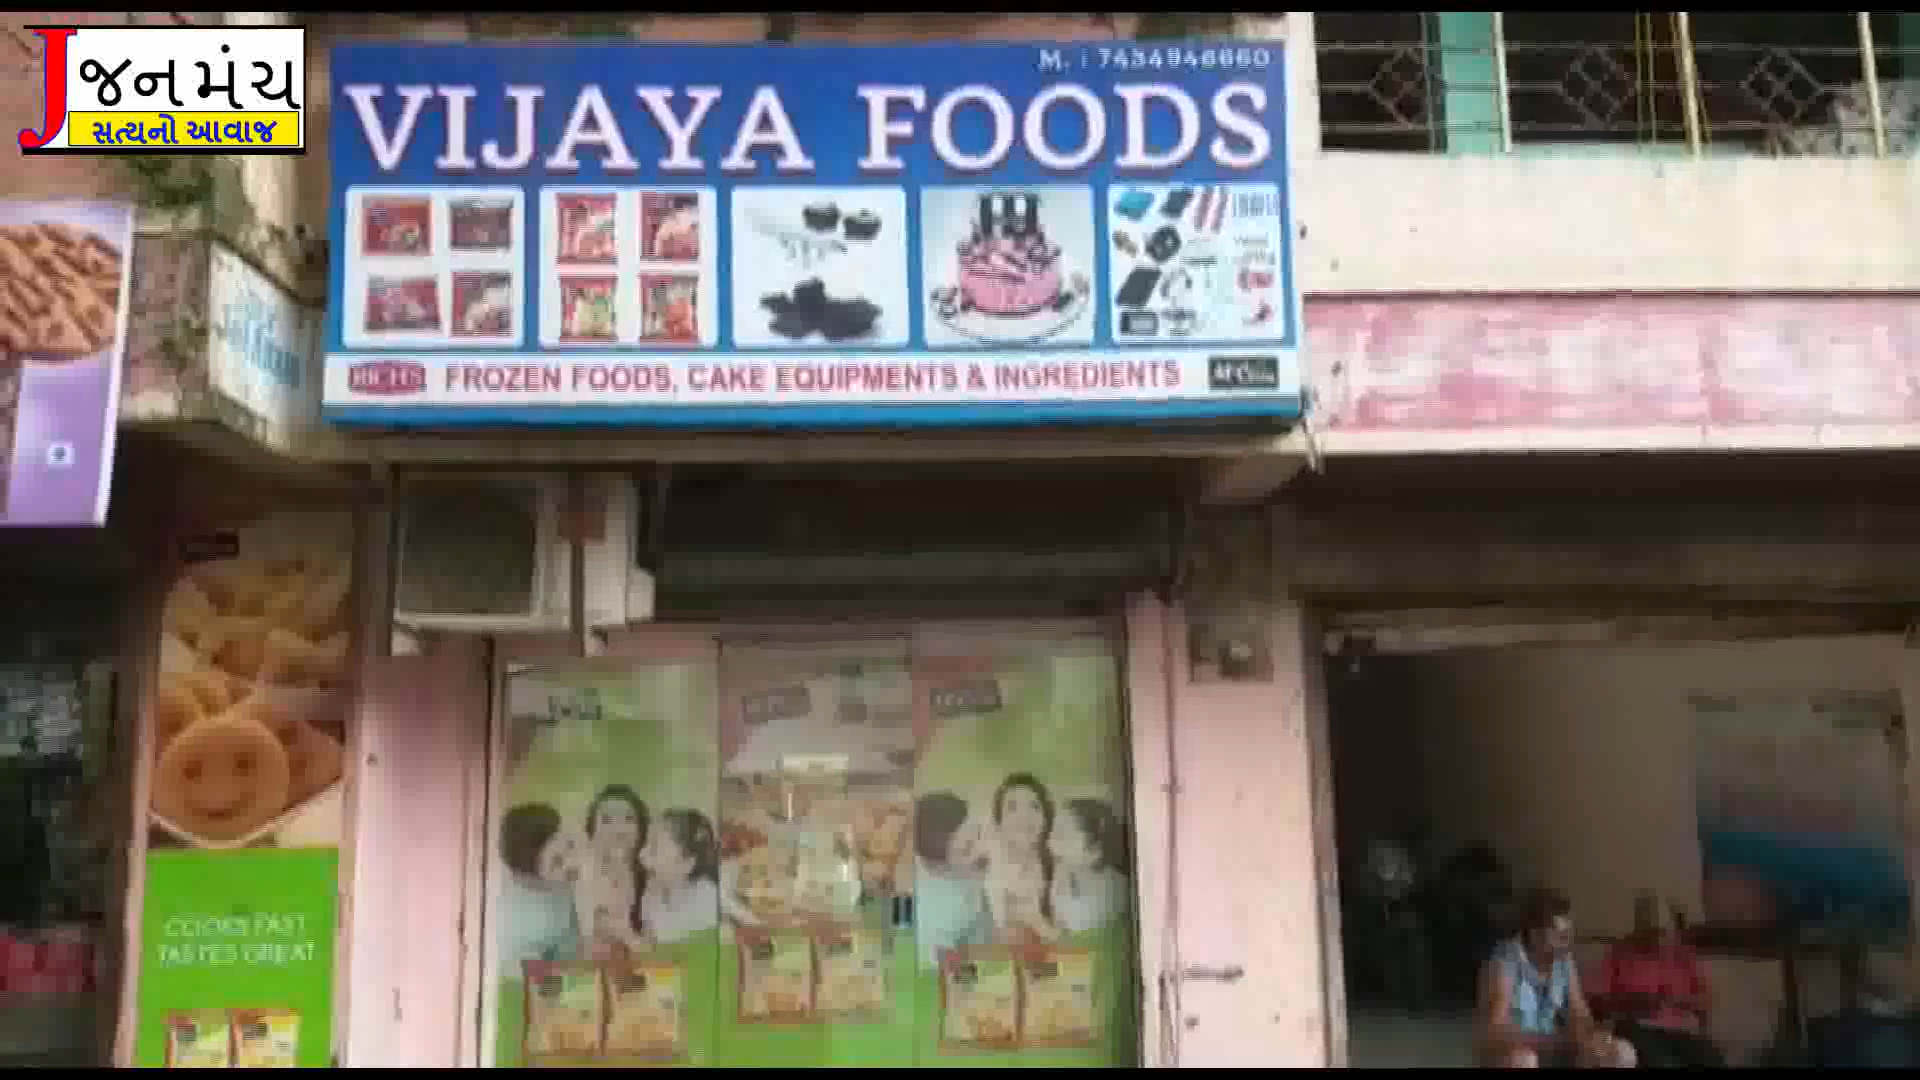 જનમંચ
સત્યનો આવાજ
M. : 7434946660
VIJAYA FOODS
FROZEN FOODS, CAKE EQUIPMENTS & INGREDIENTS
COOKS FAST
TASTES GREAT